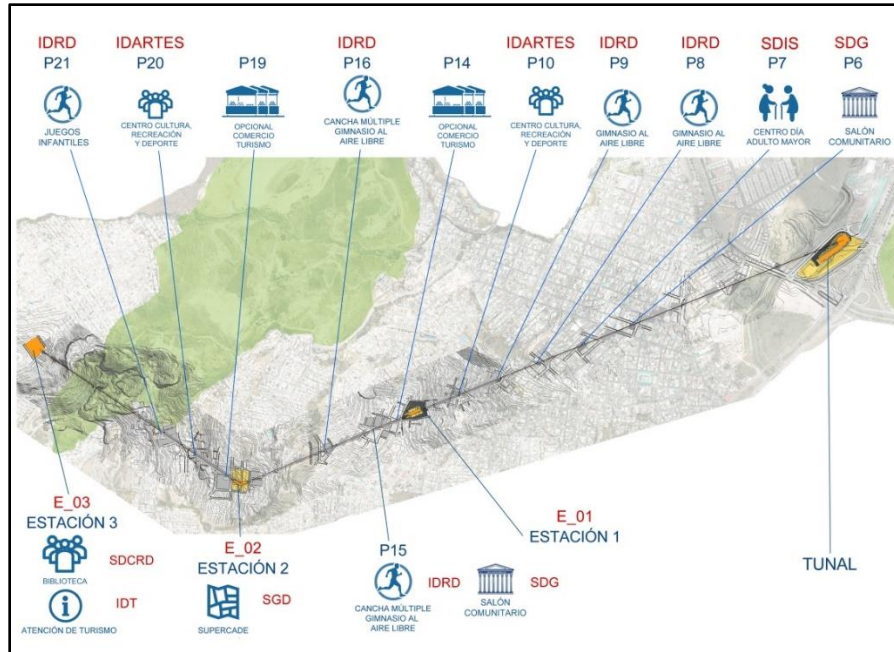 IDRD
P21
JUEGOS
INFANTILES
IDARTES
P20
CENTRO CULTURA,
RECREACIÓN
Y DEPORTE
P19
OPCIONAL
COMERCIO
TURISMO
IDRD
P16
CANCHA MÚLTIPLE
GIMNASIO AL
AIRE LIBRE
P14
OPCIONAL
COMERCIO
TURISMO
IDARTES
P10
CENTRO CULTURA,
RECREACIÓN
Y DEPORTE
IDRD
P9
GIMNASIO AL
AIRE LIBRE
IDRD
P8
GIMNASIO AL
AIRE LIBRE
SDIS
P7
CENTRO DÍA
ADULTO MAYOR
SDG
P6
SALÓN
COMUNITARIO
E_03
ESTACIÓN 3
SDCRD
BIBLIOTECA
IDT
ATENCIÓN DE TURISMO
E_02
ESTACIÓN 2
SGD
SUPERCADE
P15
IDRD
CANCHA MÚLTIPLE
GIMNASIO AL
AIRE LIBRE
SDG
SALÓN
COMUNITARIO
E_01
ESTACIÓN 1
TUNAL